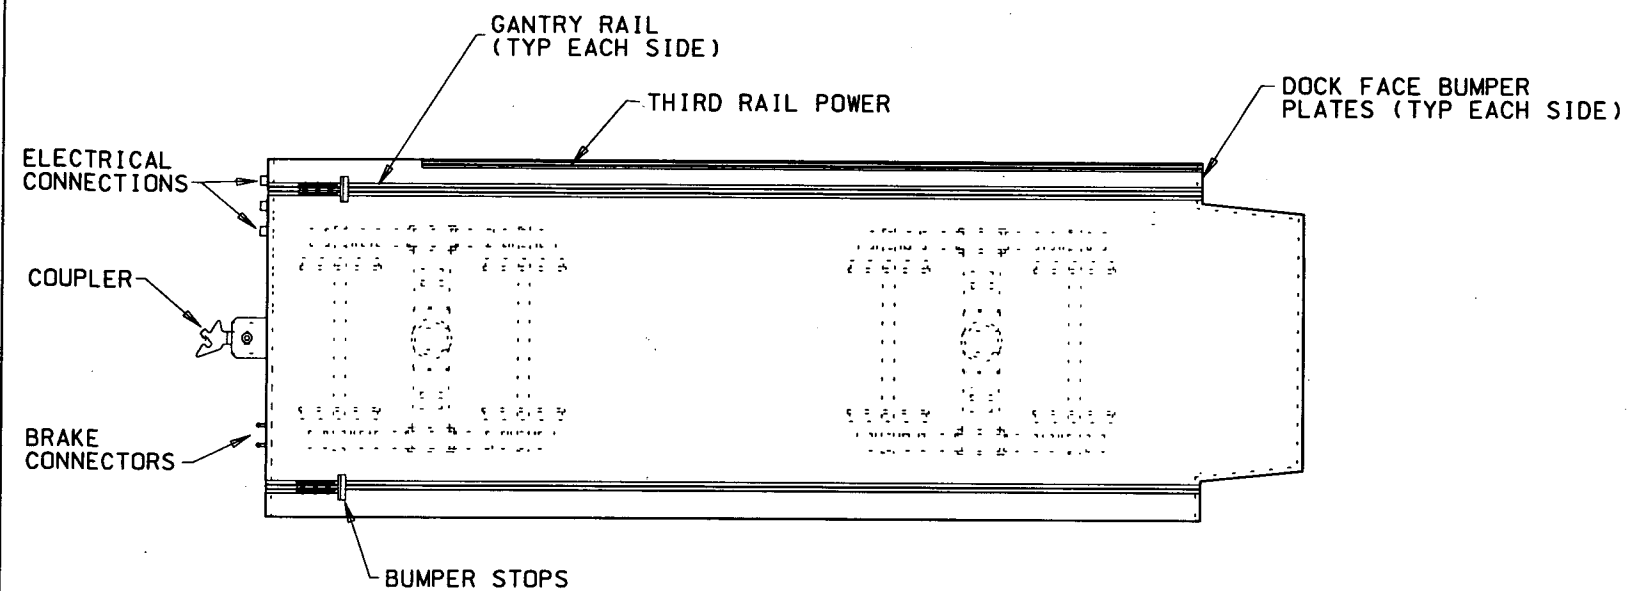 GANTRY RAIL
(TYP EACH SIDE)
THIRD RAIL POWER
DOCK FACE BUMPER
PLATES (TYP EACH SIDE)
ELECTRICAL
CONNECTIONS
COUPLER
BRAKE
CONNECTORS
BUMPER STOPS